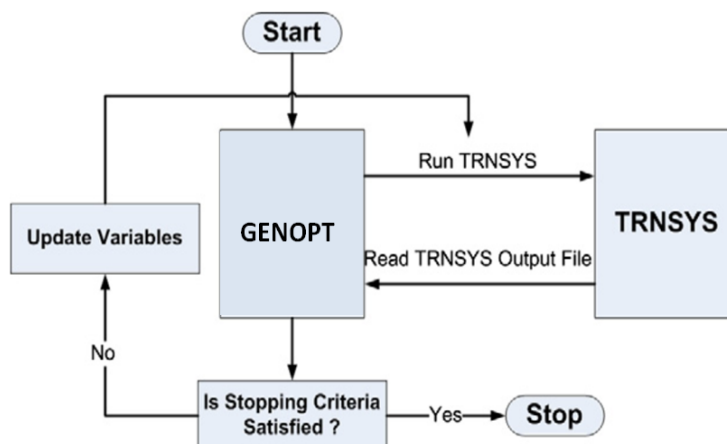 Start
Run TRNSYS
GENOPT
TRNSYS
Update Variables
Read TRNSYS Output File
No
Is Stopping Criteria
Satisfied ?
Yes
Stop